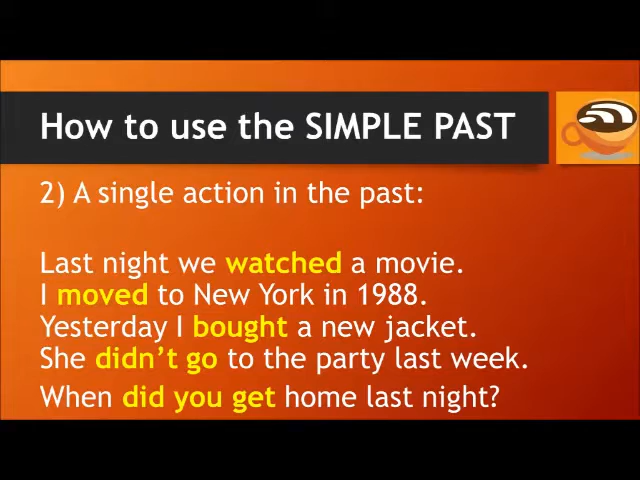 How to use the SIMPLE PAST
2) A single action in the past:
Last night we watched a movie.
I moved to New York in 1988.
Yesterday I bought a new jacket.
She didn't go to the party last week.
When did you get home last night?